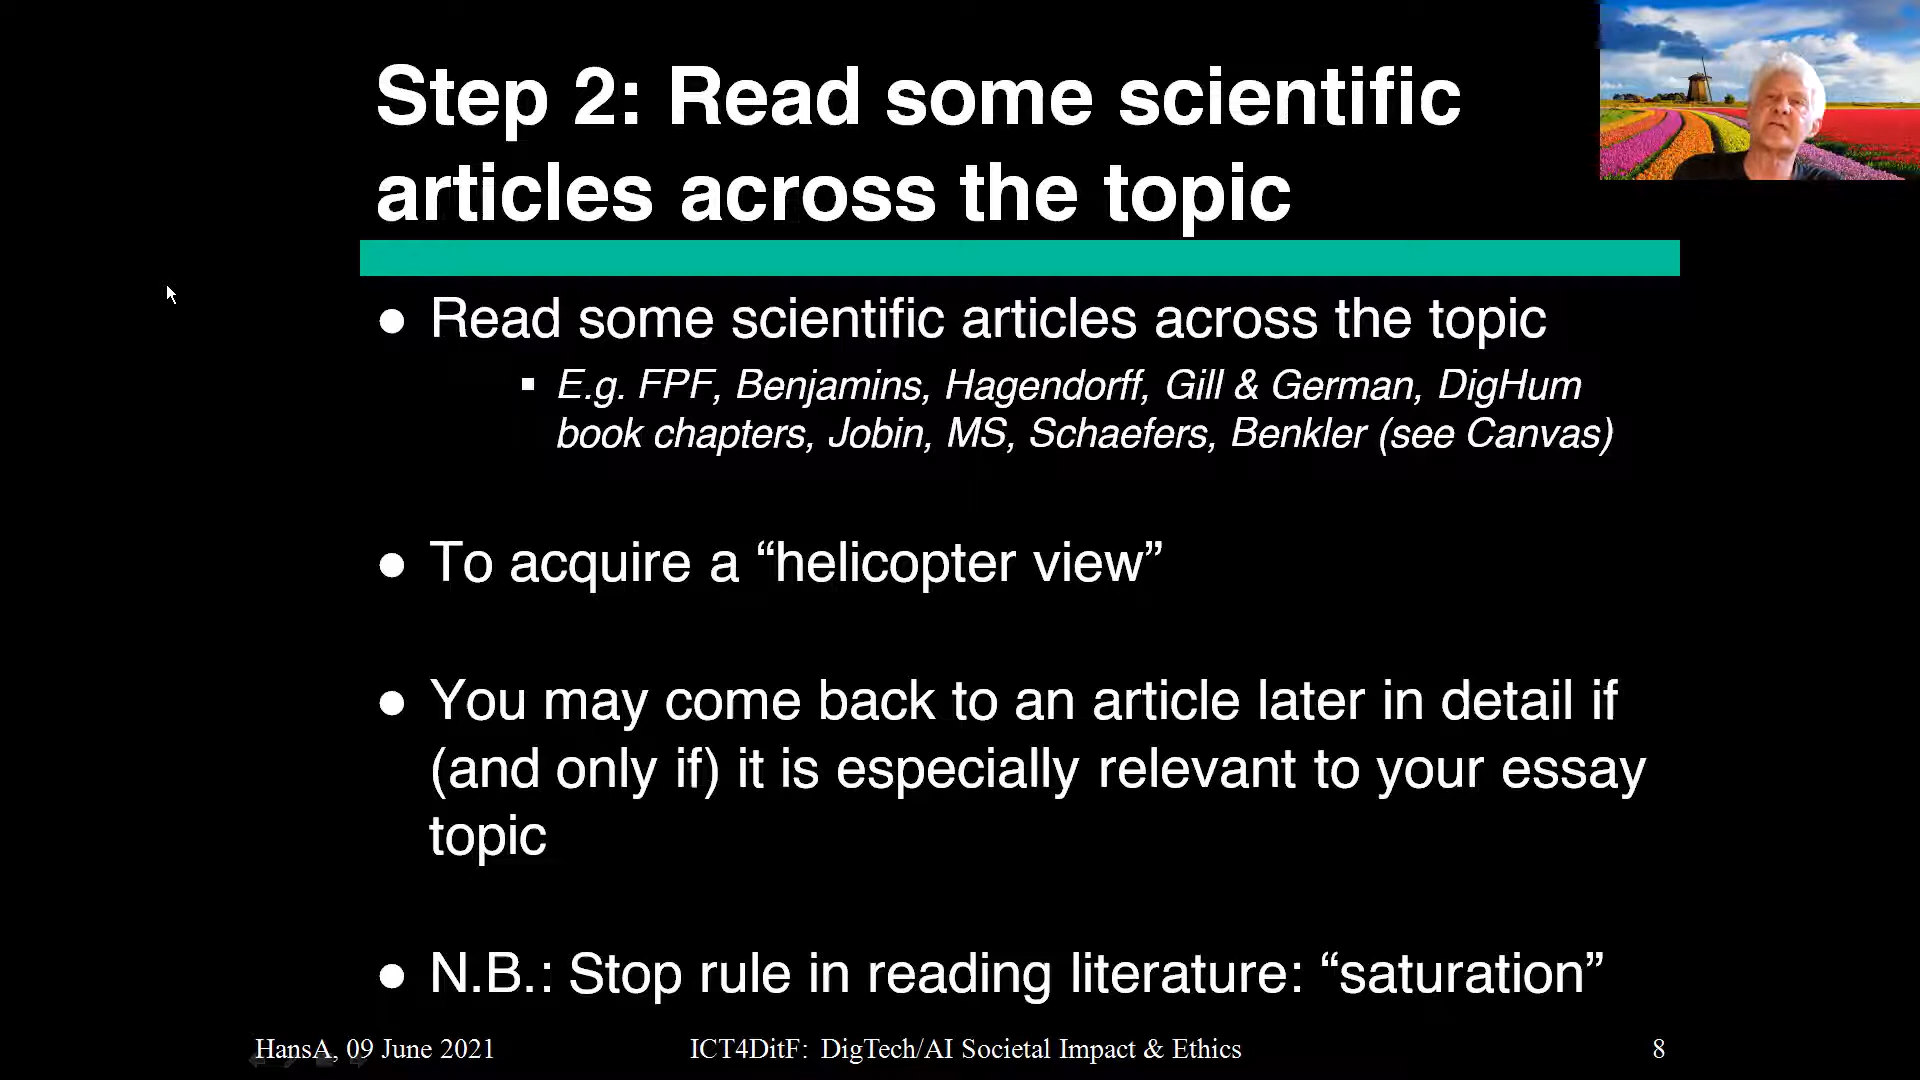 Step 2: Read some scientific
articles across the topic
● Read some scientific articles across the topic
▪ E.g. FPF, Benjamins, Hagendorff, Gill & German, DigHum
book chapters, Jobin, MS, Schaefers, Benkler (see Canvas)
● To acquire a “helicopter view”
● You may come back to an article later in detail if
(and only if) it is especially relevant to your essay
topic
● N.B.: Stop rule in reading literature: “saturation”
HansA, 09 June 2021 ICT4DitF: DigTech/AI Societal Impact & Ethics 8